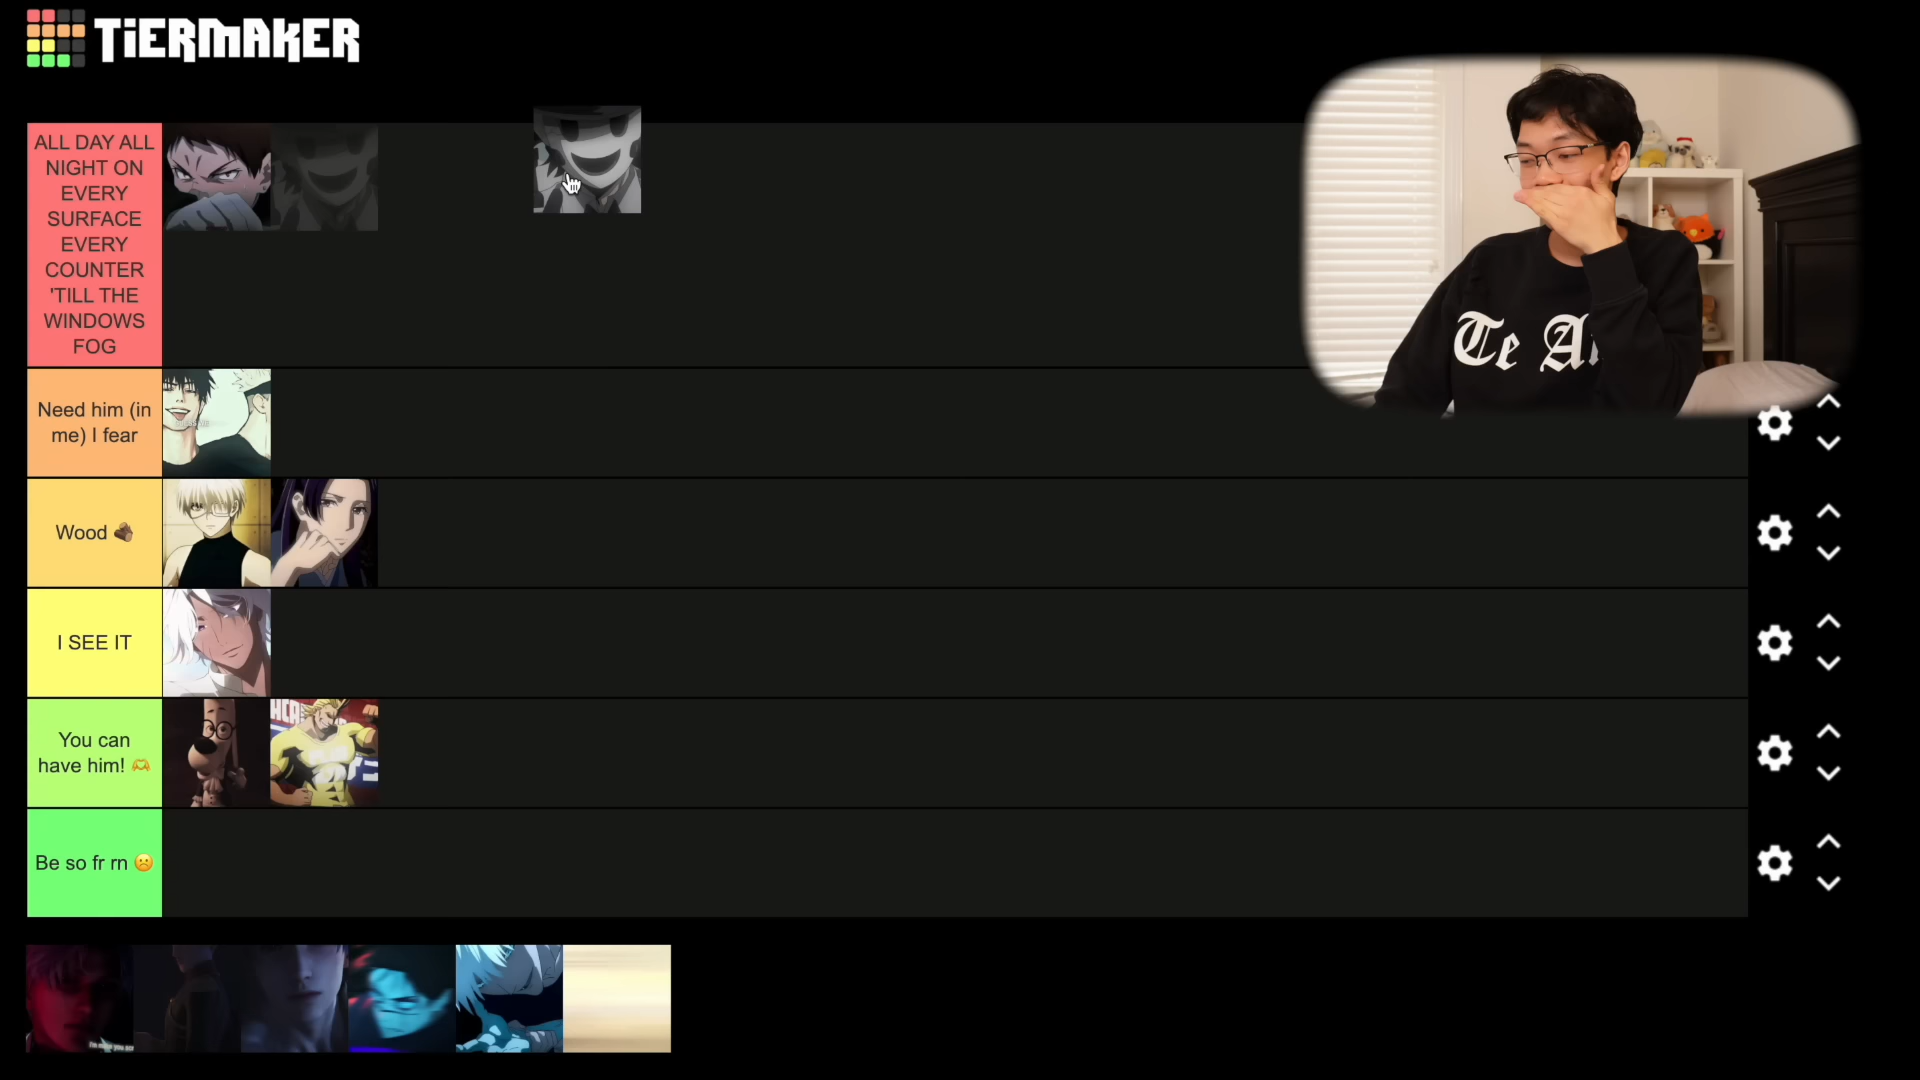 TIERMAKER
ALL DAY ALL
NIGHT ON
EVERY
SURFACE
EVERY
COUNTER
'TILL THE
WINDOWS
FOG
Te A
Need him (in
me) I fear
Wood 🪵
I SEE IT
You can
have him! 🫶
Be so fr rn ☹️